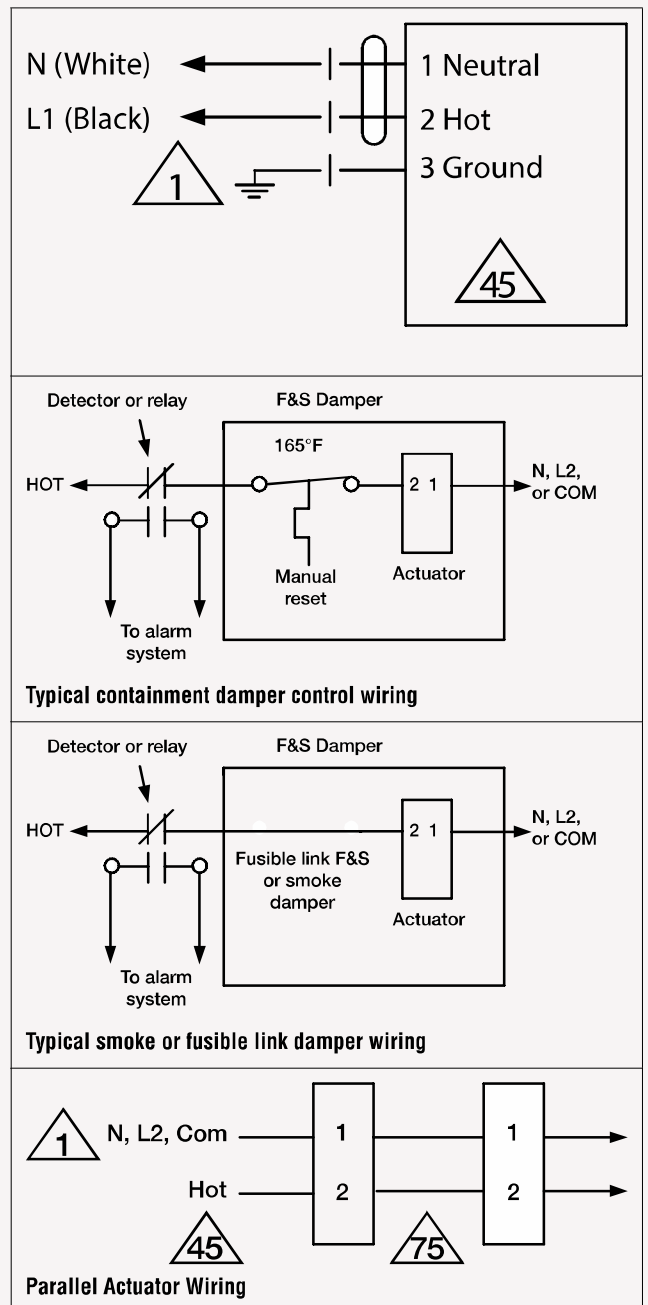 N (White)
1 Neutral
L1 (Black)
2 Hot
1
3 Ground
45
Detector or relay
F&S Damper
165°F
HOT
2 1
N, L2,
or COM
Manual
reset
Actuator
To alarm
system
Typical containment damper control wiring
Detector or relay
F&S Damper
HOT
2 1
N, L2,
or COM
Fusible link F&S
or smoke
damper
Actuator
To alarm
system
Typical smoke or fusible link damper wiring
1
N, L2, Com
1
1
Hot
2
2
45
75
Parallel Actuator Wiring